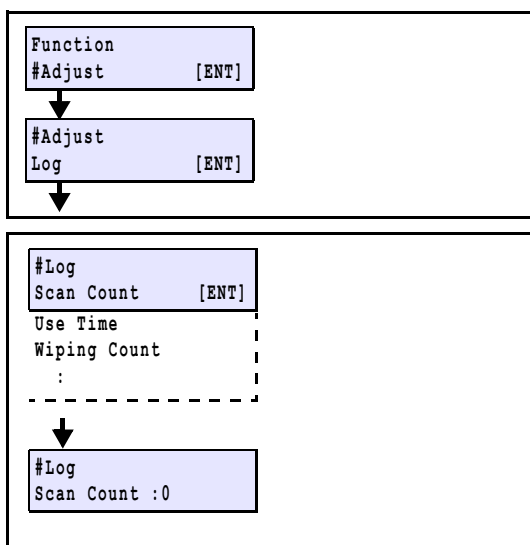 Function
#Adjust [ENT]
#Adjust
Log [ENT]
#Log
Scan Count [ENT]
Use Time
Wiping Count
:
#Log
Scan Count :0